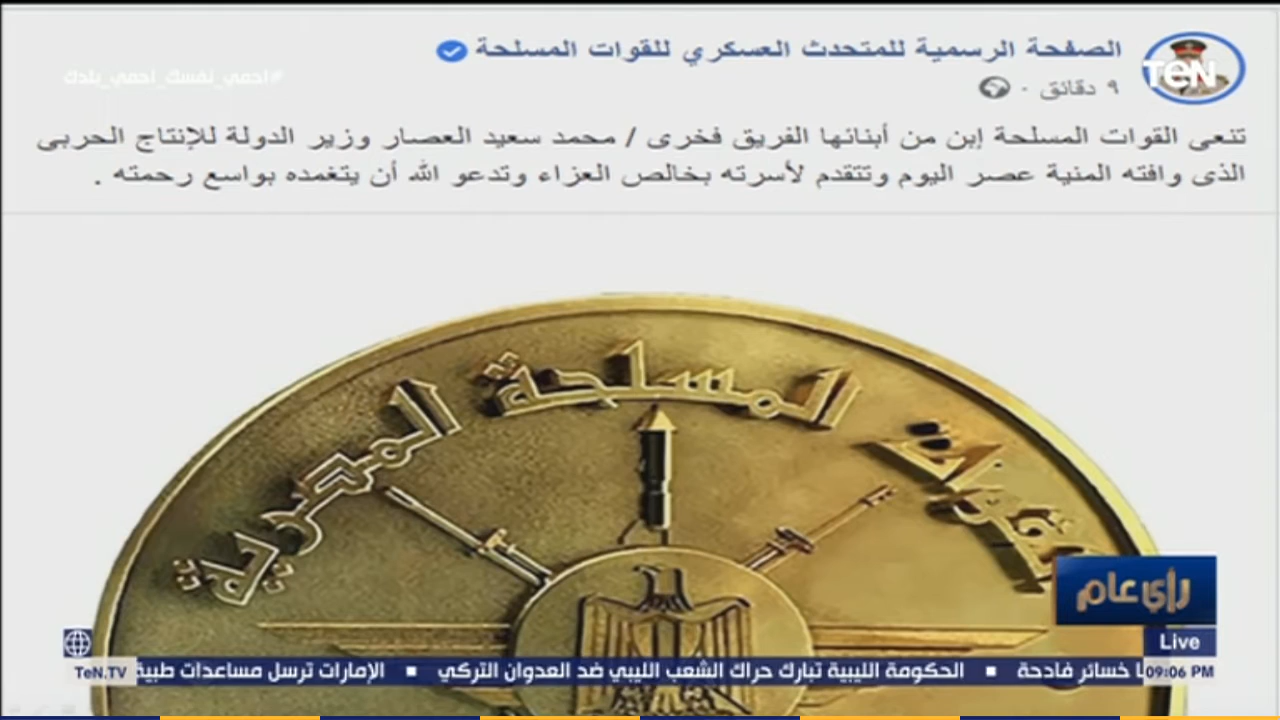 الصفحة الرسمية للمتحدث العسكري للقوات المسلحة
TeN
٩ دقائق ·
#احمي_نفسك_احمي_بلدك
تنعى القوات المسلحة إبن من أبنائها الفريق فخرى / محمد سعيد العصار وزير الدولة للإنتاج الحربى
الذى وافته المنية عصر اليوم وتتقدم لأسرته بخالص العزاء وتدعو الله أن يتغمده بواسع رحمته .
القوات المسلحة المصرية
رأي عام
Live
09:06 PM
ا خسائر فادحة ▪ الحكومة الليبية تبارك حراك الشعب الليبي ضد العدوان التركي ▪ الإمارات ترسل مساعدات طبية
TeN.TV